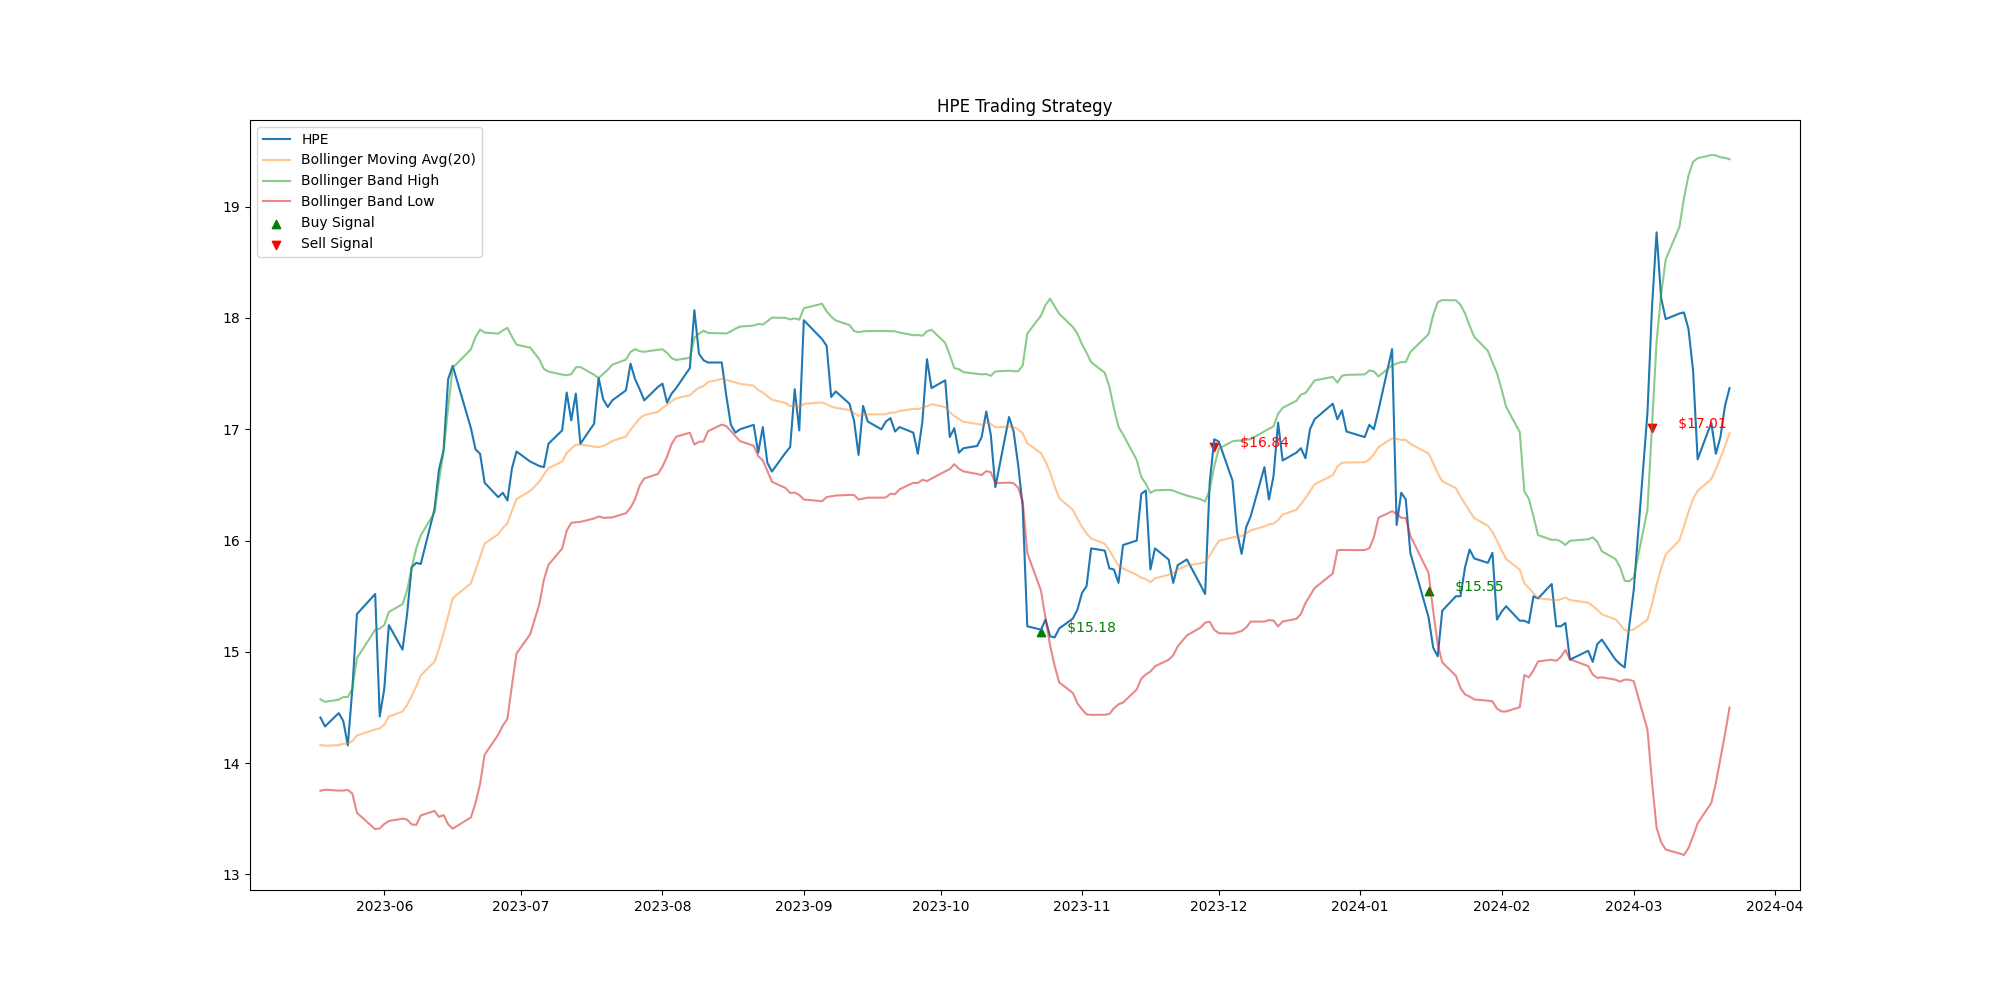 HPE Trading Strategy
HPE
Bollinger Moving Avg(20)
Bollinger Band High
Bollinger Band Low
Buy Signal
Sell Signal
19
18
17
16
15
14
13
$17.01
$16.84
$15.55
$15.18
2023-06 2023-07 2023-08 2023-09 2023-10 2023-11 2023-12 2024-01 2024-02 2024-03 2024-04